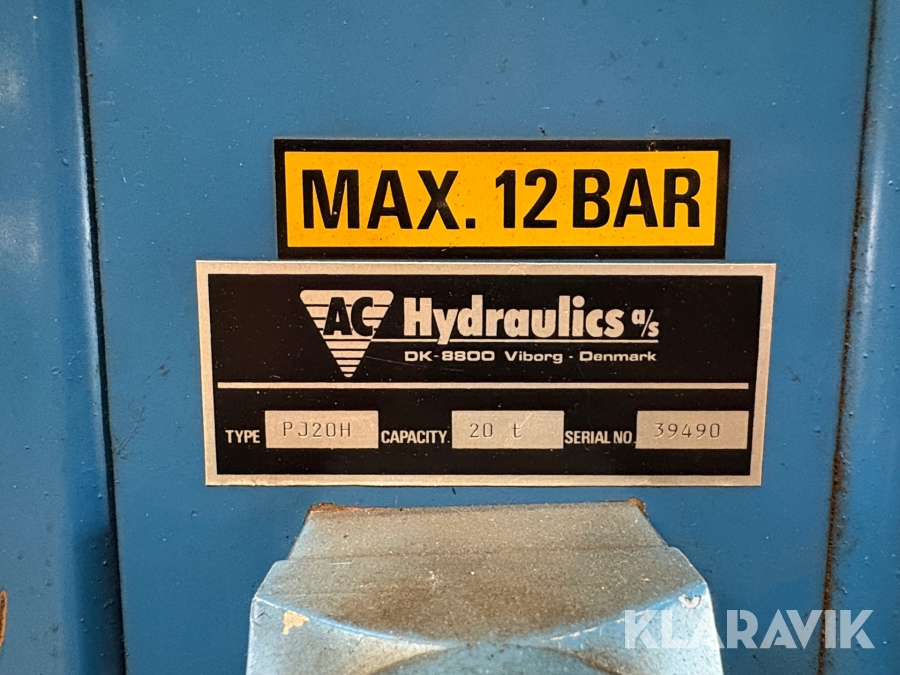 MAX. 12 BAR
AC Hydraulics a/s
DK-8800 Viborg - Denmark
TYPE PJ20H CAPACITY. 20 t SERIAL NO. 39490
KLARAVIK